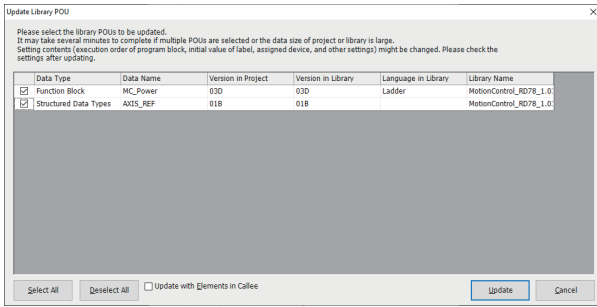 Update Library POU
Please select the library POUs to be updated.
It may take several minutes to complete if multiple POUs are selected or the data size of project or library is large.
Setting contents (execution order of program block, initial value of label, assigned device, and other settings) might be changed. Please check the
settings after updating.
Data Type Data Name Version in Project Version in Library Language in Library Library Name
Function Block MC_Power 03D 03D Ladder MotionControl_RD78_1.03
Structured Data Types AXIS_REF 01B 01B MotionControl_RD78_1.03
Select All Deselect All Update with Elements in Callee Update Cancel